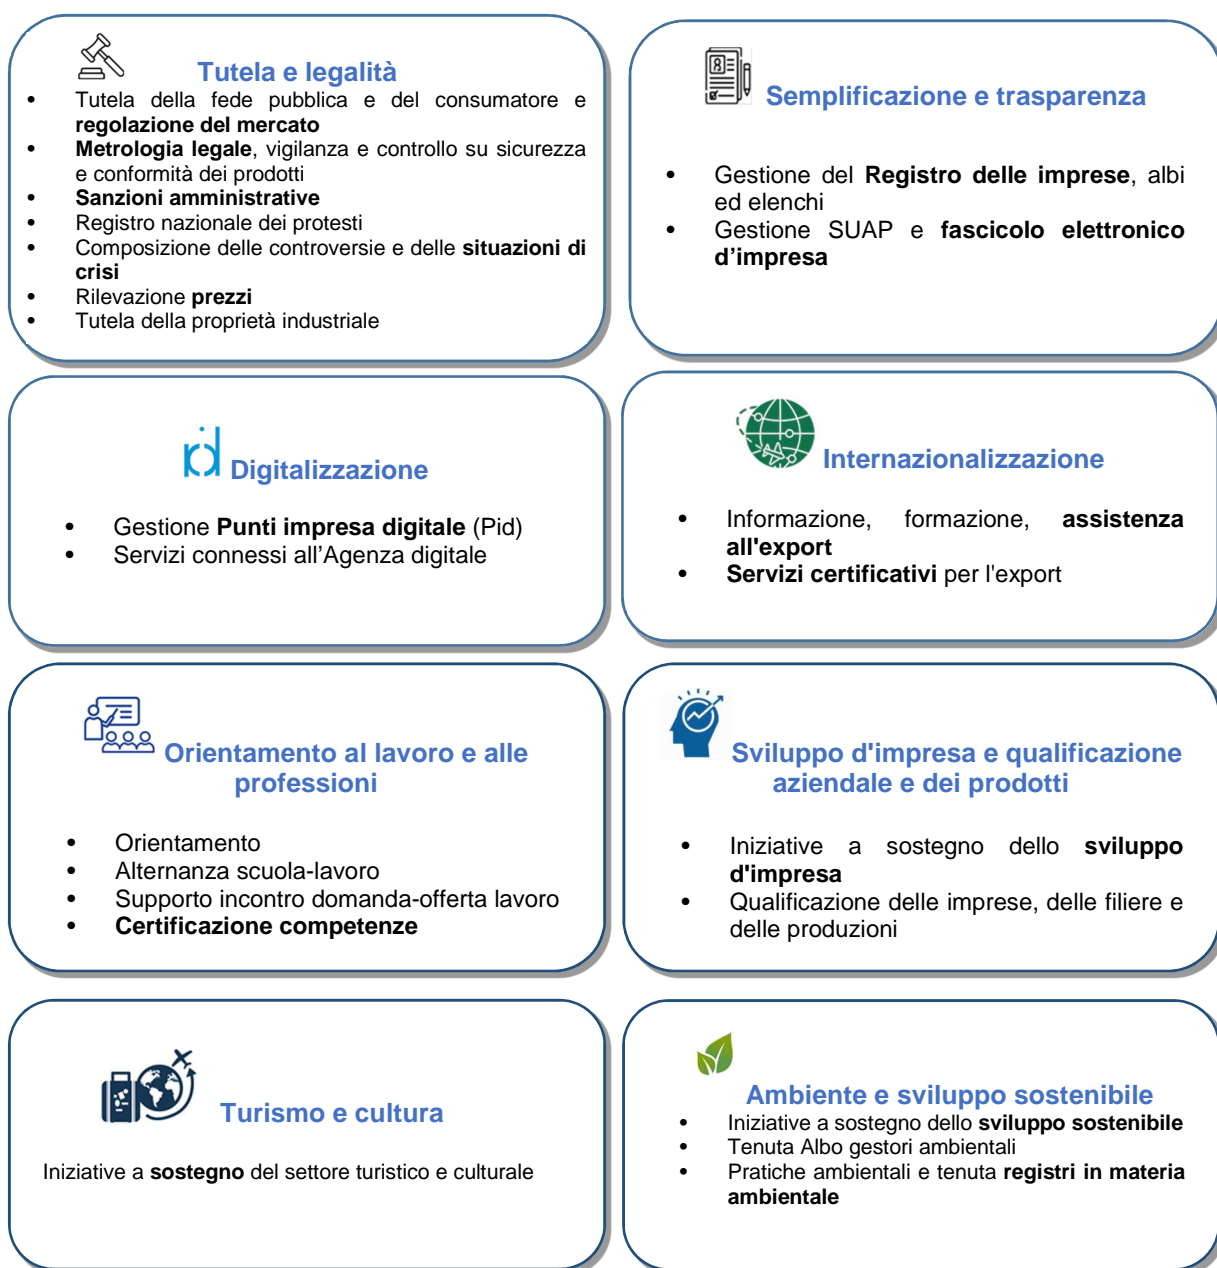 Tutela e legalità
• Tutela della fede pubblica e del consumatore e
regolazione del mercato
• Metrologia legale, vigilanza e controllo su sicurezza
e conformità dei prodotti
• Sanzioni amministrative
• Registro nazionale dei protesti
• Composizione delle controversie e delle situazioni di
crisi
• Rilevazione prezzi
• Tutela della proprietà industriale
Semplificazione e trasparenza
• Gestione del Registro delle imprese, albi
ed elenchi
• Gestione SUAP e fascicolo elettronico
d’impresa
Digitalizzazione
• Gestione Punti impresa digitale (Pid)
• Servizi connessi all’Agenza digitale
Internazionalizzazione
• Informazione, formazione, assistenza
all'export
• Servizi certificativi per l'export
Orientamento al lavoro e alle
professioni
• Orientamento
• Alternanza scuola-lavoro
• Supporto incontro domanda-offerta lavoro
• Certificazione competenze
Sviluppo d'impresa e qualificazione
aziendale e dei prodotti
• Iniziative a sostegno dello sviluppo
d'impresa
• Qualificazione delle imprese, delle filiere e
delle produzioni
Turismo e cultura
Iniziative a sostegno del settore turistico e culturale
Ambiente e sviluppo sostenibile
• Iniziative a sostegno dello sviluppo sostenibile
• Tenuta Albo gestori ambientali
• Pratiche ambientali e tenuta registri in materia
ambientale